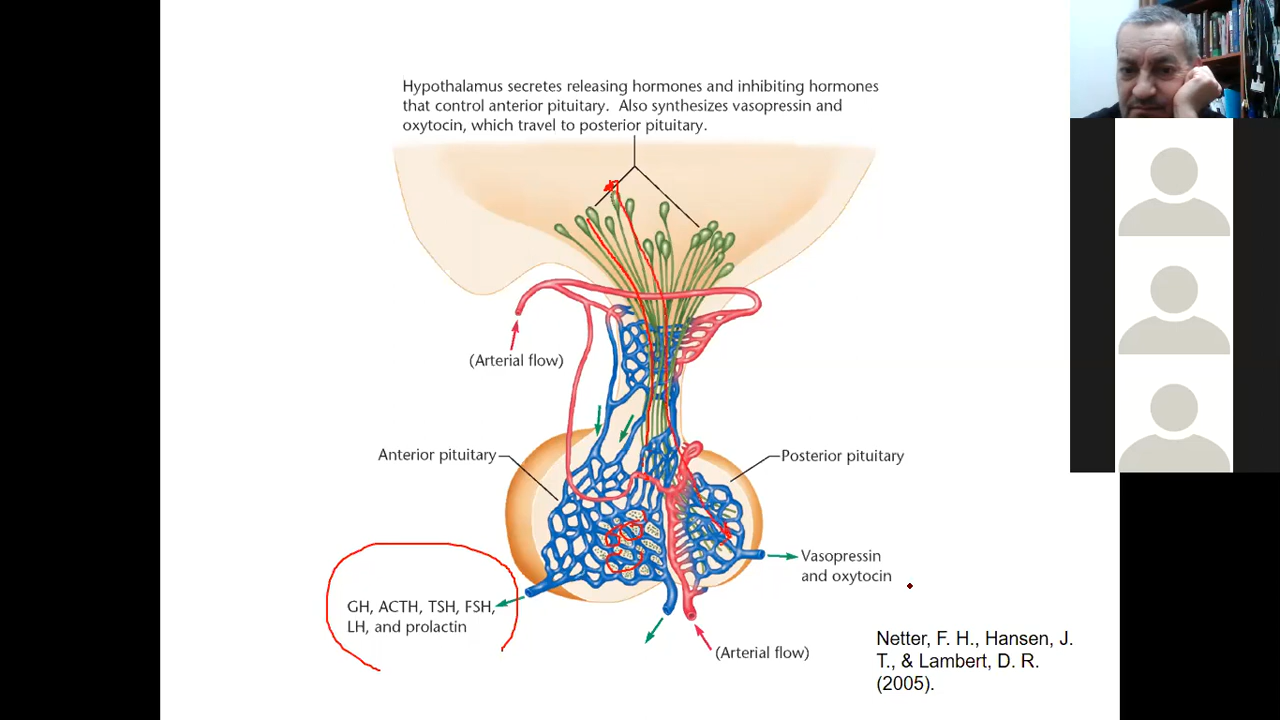 Hypothalamus secretes releasing hormones and inhibiting hormones
that control anterior pituitary. Also synthesizes vasopressin and
oxytocin, which travel to posterior pituitary.
(Arterial flow)
Anterior pituitary
Posterior pituitary
Vasopressin
and oxytocin
GH, ACTH, TSH, FSH,
LH, and prolactin
(Arterial flow)
Netter, F. H., Hansen, J.
T., & Lambert, D. R.
(2005).